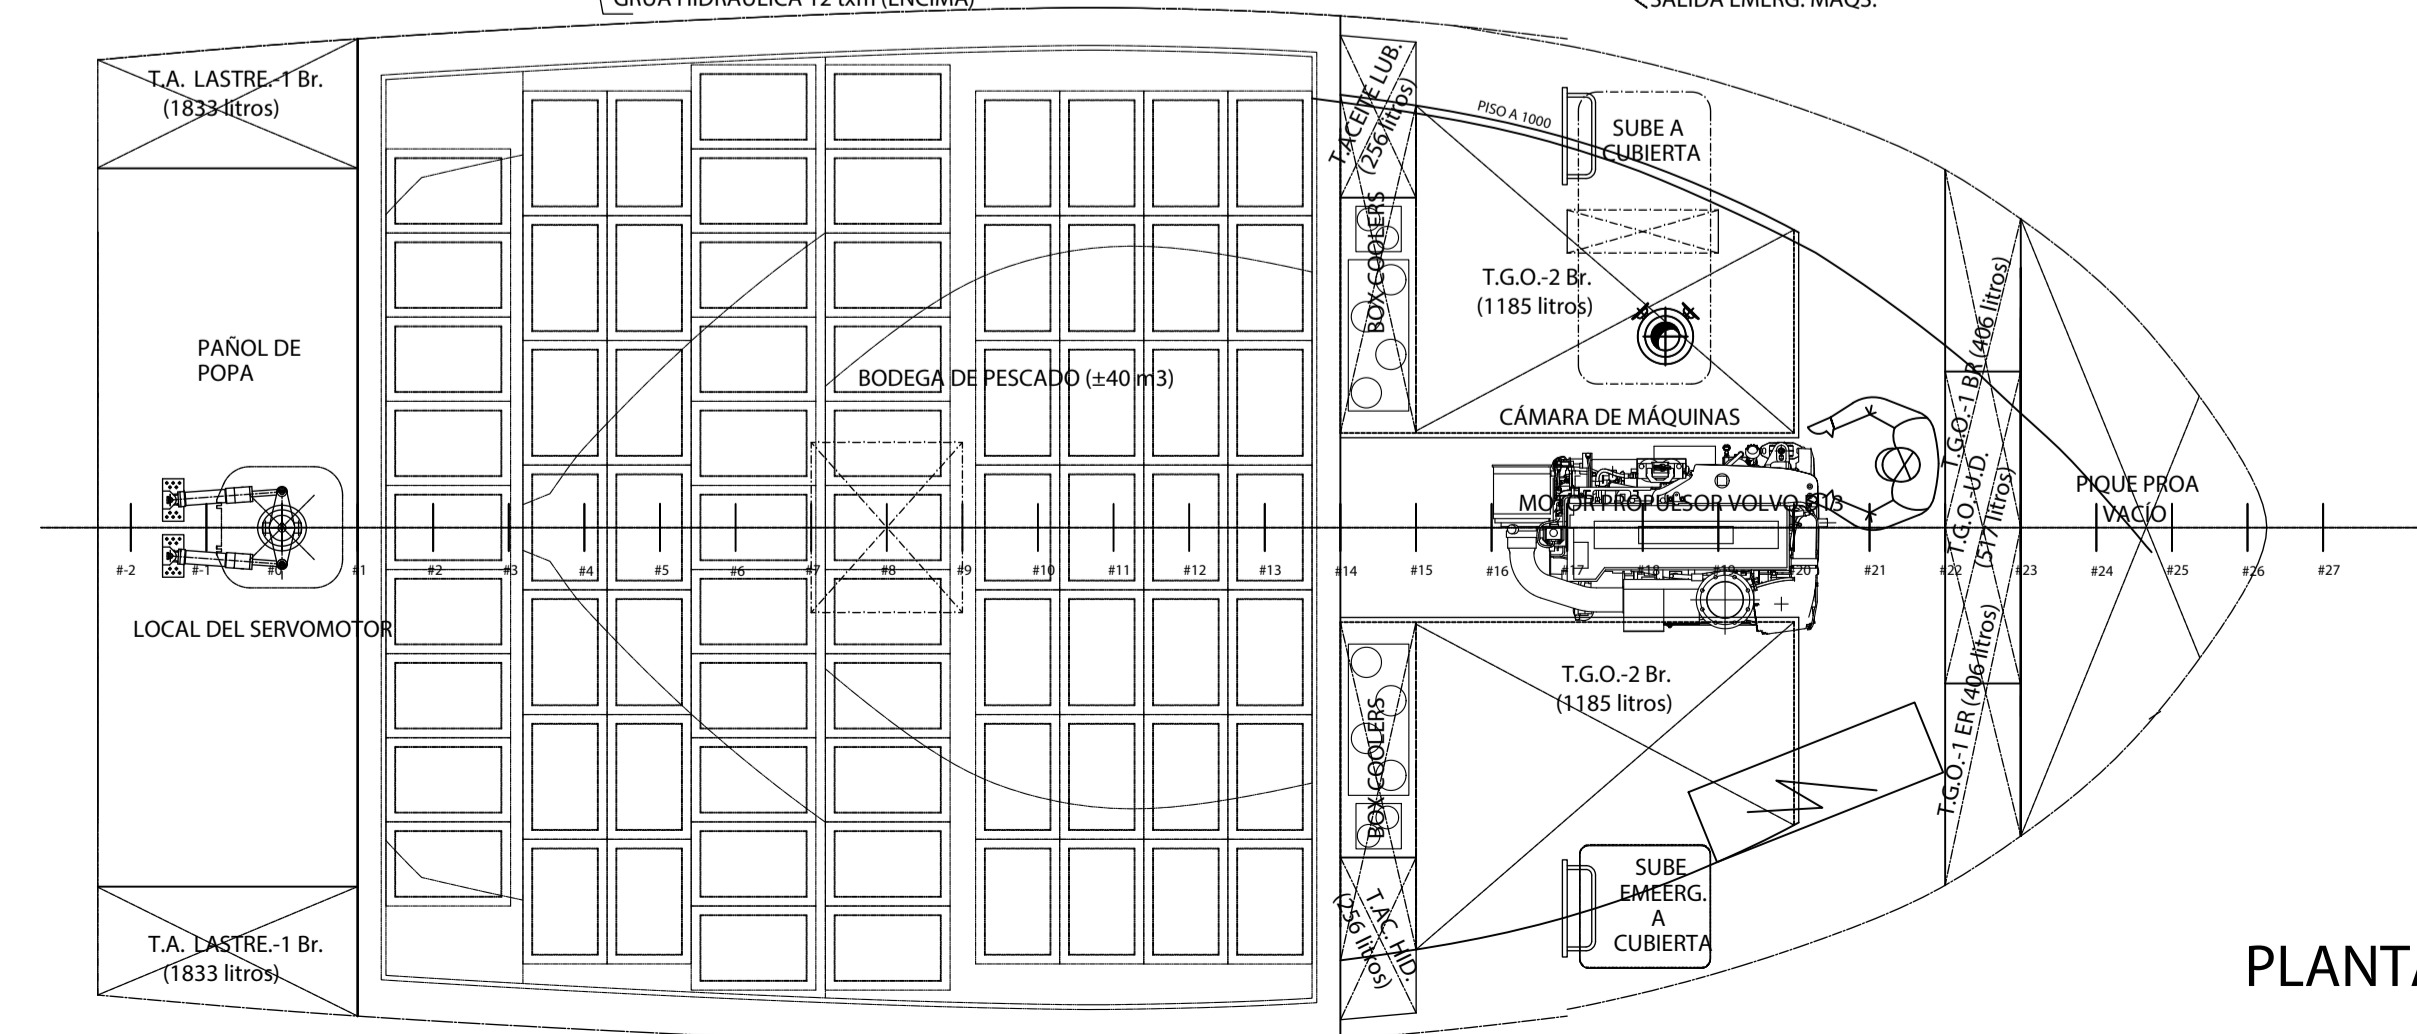 GRUA HIDRAULICA 12 txm (ENCIMA)
SALIDA EMERG. MAQS.
T.A. LASTRE.-1 Br.
(1833 litros)
T.ACEITE LUB.
(256 litros)
PISO A 1000
SUBE A
CUBIERTA
BOX COOLERS
T.G.O.-2 Br.
(1185 litros)
PAÑOL DE
POPA
BODEGA DE PESCADO (±40 m3)
CÁMARA DE MÁQUINAS
T.G.O.-1 BR (406 litros)
T.G.O.-U.D.
(517 litros)
PIQUE PROA
VACÍO
#-2
#-1
#0
#1
#2
#3
#4
#5
#6
#7
#8
#9
#10
#11
#12
#13
#14
#15
#16
#17
#18
#19
#20
#21
#22
#23
#24
#25
#26
#27
LOCAL DEL SERVOMOTOR
T.G.O.-2 Br.
(1185 litros)
BOX COOLERS
T.G.O.-1 ER (406 litros)
SUBE
EMEERG.
A
CUBIERTA
T.AC. HID.
(256 litros)
T.A. LASTRE.-1 Br.
(1833 litros)
MOTOR PROPULSOR VOLVO
PLANTA